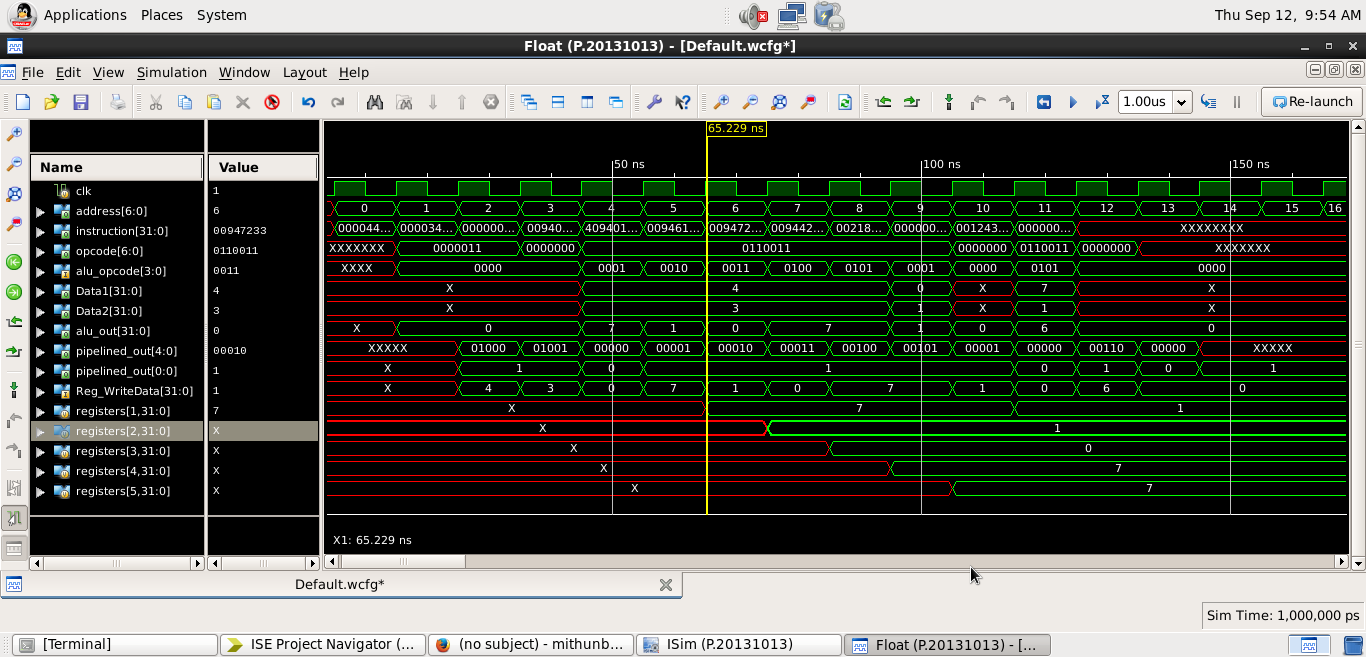 Applications Places System Thu Sep 12, 9:54 AM
Float (P.20131013) - [Default.wcfg*]
File Edit View Simulation Window Layout Help
1.00us Re-launch
65.229 ns
Name Value 50 ns 100 ns 150 ns
clk 1
address[6:0] 6 0 1 2 3 4 5 6 7 8 9 10 11 12 13 14 15 16
instruction[31:0] 00947233 000044... 000034... 000000... 00940... 409401... 009461... 009472... 009442... 00218... 000000... 001243... 000000... XXXXXXXX
opcode[6:0] 0110011 XXXXXXX 0000011 0000000 0110011 0000000 0110011 0000000 XXXXXXX
alu_opcode[3:0] 0011 XXXX 0000 0001 0010 0011 0100 0101 0001 0000 0101 0000
Data1[31:0] 4 X 4 0 X 7 X
Data2[31:0] 3 X 3 1 X 1 X
alu_out[31:0] 0 X 0 7 1 0 7 1 0 6 0
pipelined_out[4:0] 00010 XXXXX 01000 01001 00000 00001 00010 00011 00100 00101 00001 00000 00110 00000 XXXXX
pipelined_out[0:0] 1 X 1 0 1 0 1 0 1
Reg_WriteData[31:0] 1 X 4 3 0 7 1 0 7 1 0 6 0
registers[1,31:0] 7 X 7 1
registers[2,31:0] X X 1
registers[3,31:0] X X 0
registers[4,31:0] X X 7
registers[5,31:0] X X 7
X1: 65.229 ns
Default.wcfg*
Sim Time: 1,000,000 ps
[Terminal] ISE Project Navigator (... (no subject) - mithunb... ISim (P.20131013) Float (P.20131013) - [...